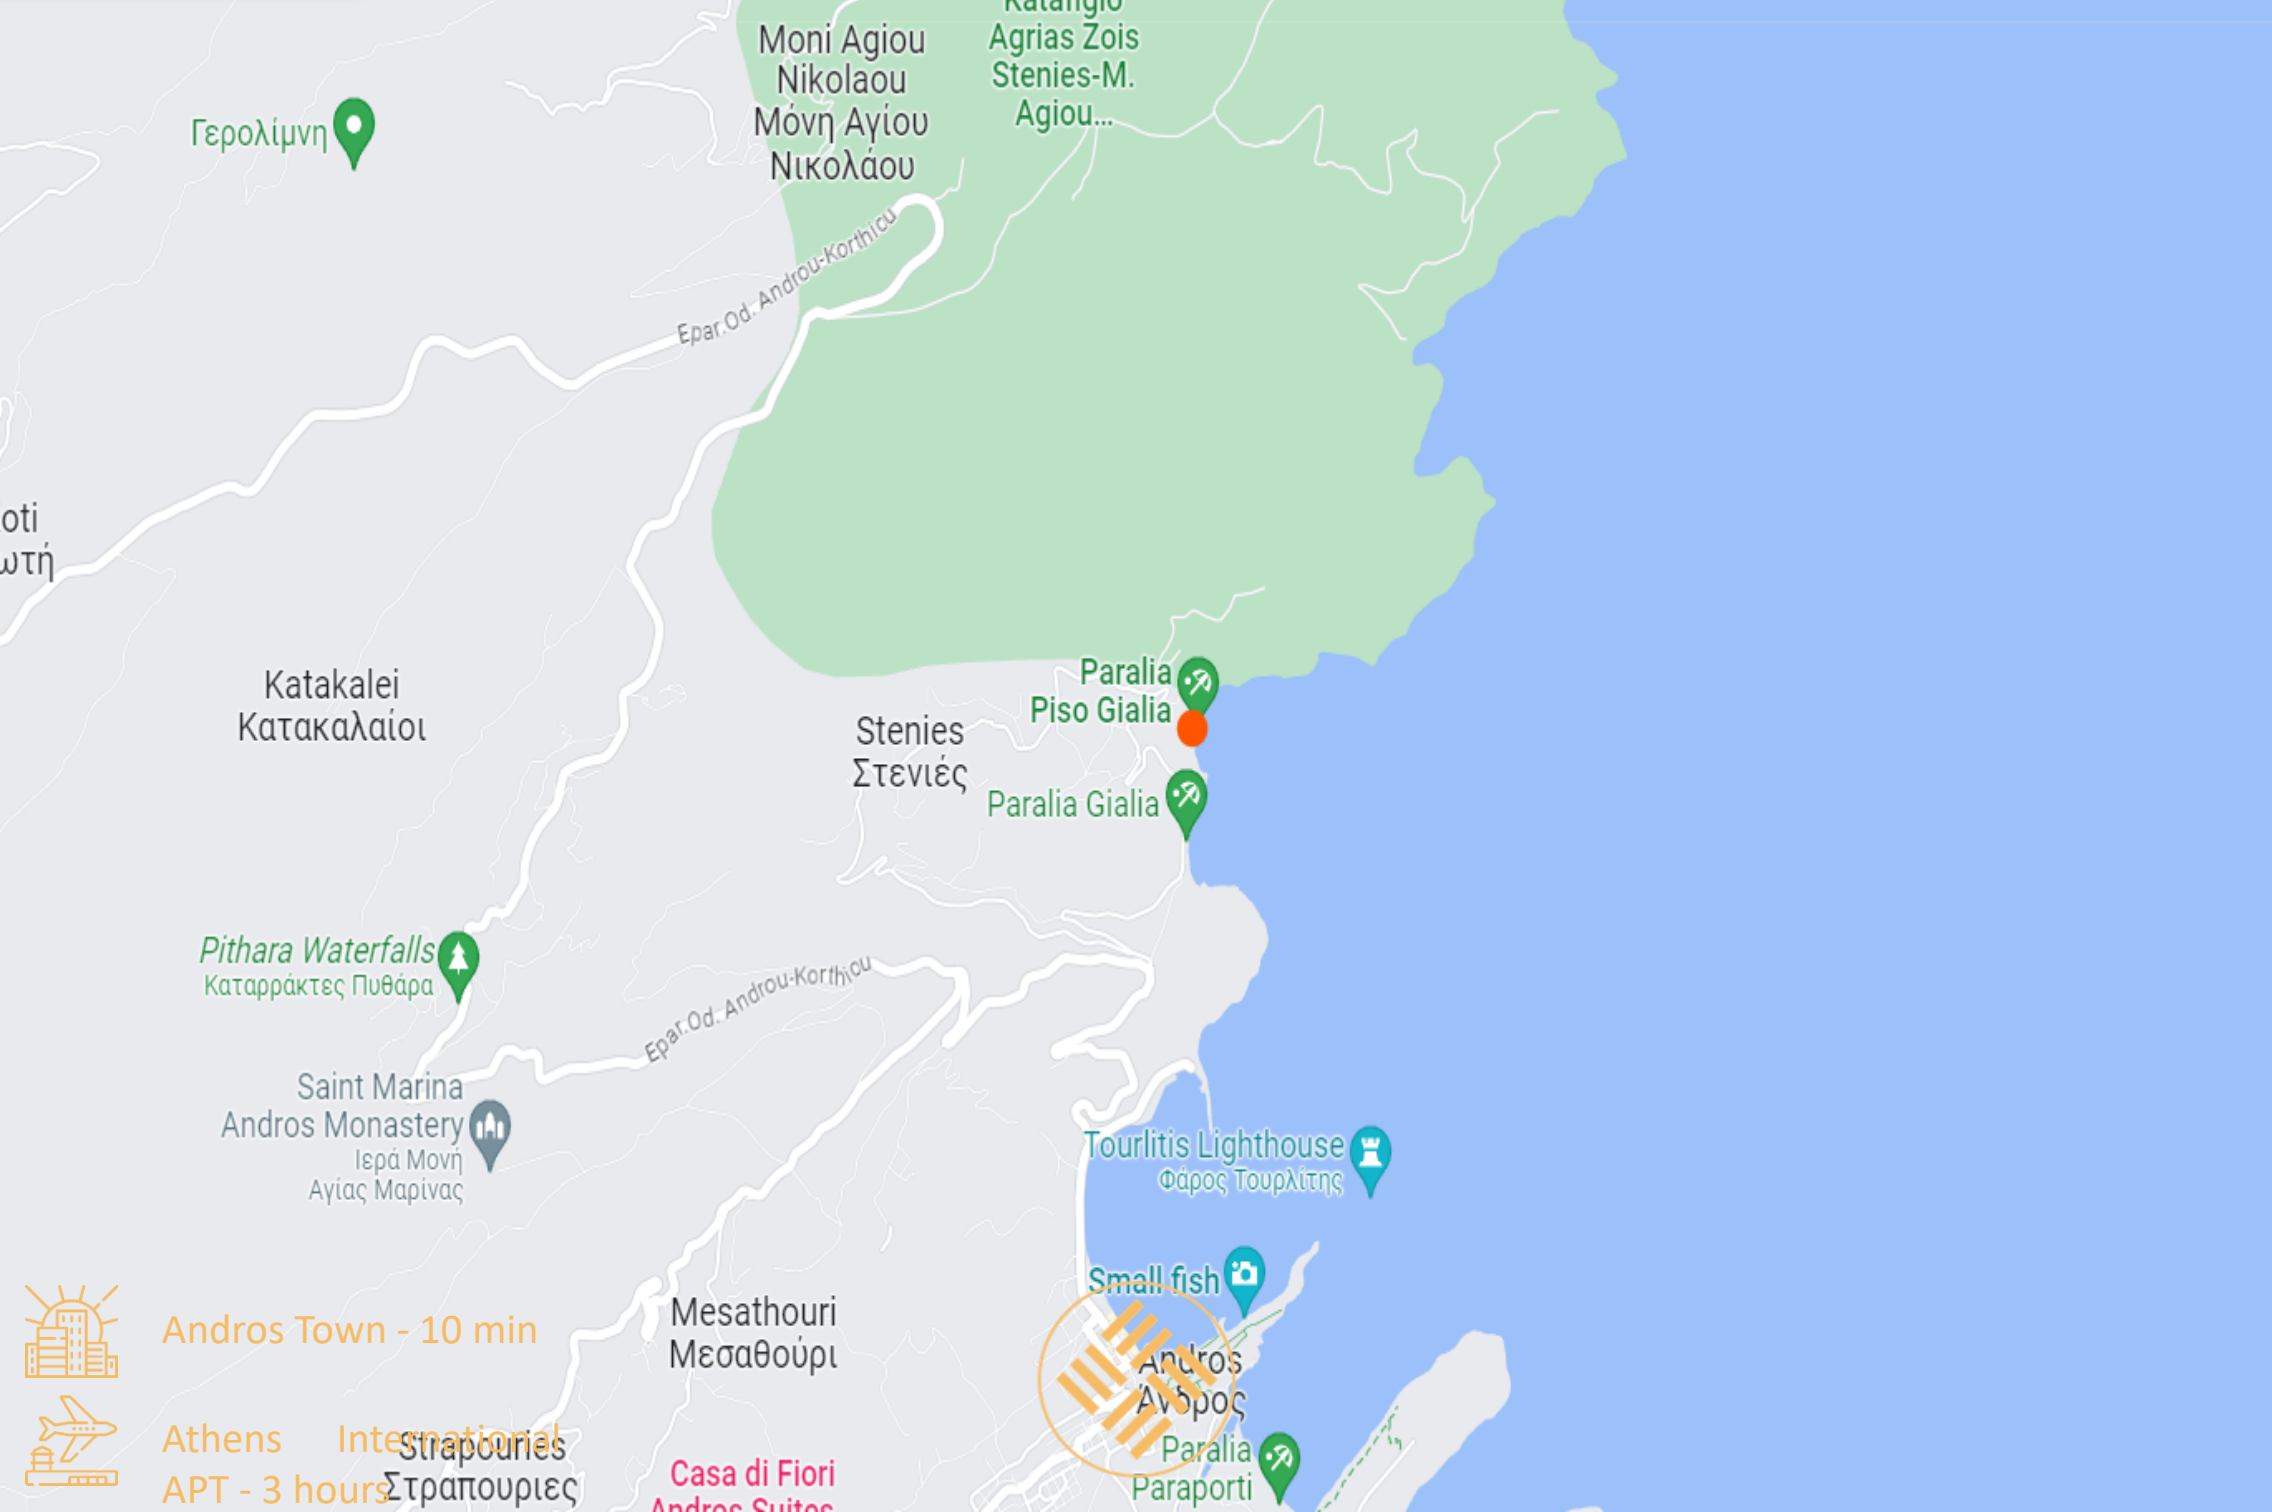 Katafigio
Agrias Zois
Stenies-M.
Agiou...
Moni Agiou
Nikolaou
Μόνη Αγίου
Νικολάου
Γερολίμνη
Epar.Od. Androu-Korthiou
oti
ωτή
Katakalei
Κατακαλαίοι
Paralia
Piso Gialia
Stenies
Στενιές
Paralia Gialia
Pithara Waterfalls
Καταρράκτες Πυθάρα
Epar.Od. Androu-Korthiou
Saint Marina
Andros Monastery
Ιερά Μονή
Αγίας Μαρίνας
Tourlitis Lighthouse
Φάρος Τουρλίτης
Small fish
Mesathouri
Μεσαθούρι
Andros Town - 10 min
Andros
Άνδρος
Athens International
APT - 3 hours
Strapouries
Στραπουριες
Paralia
Paraporti
Casa di Fiori
Andros Suites